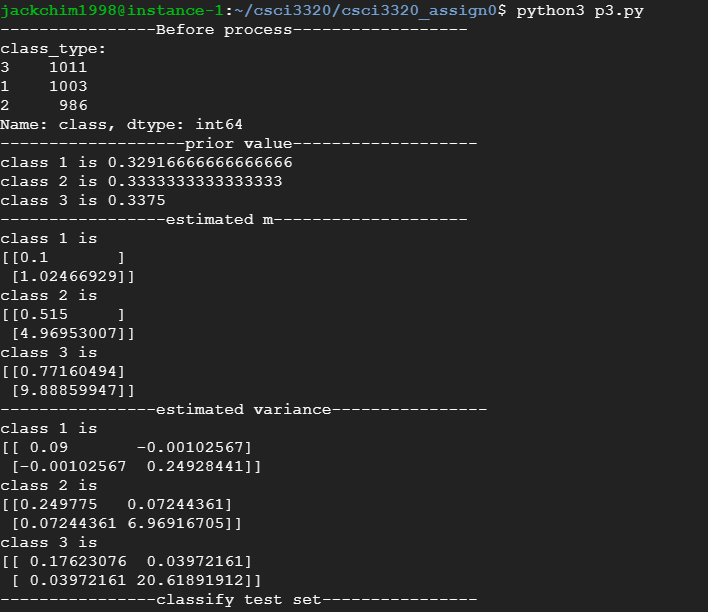 jackchim1998@instance-1:~/csci3320/csci3320_assign0$ python3 p3.py
----------------Before process------------------
class_type:
3    1011
1    1003
2     986
Name: class, dtype: int64
-------------------prior value-------------------
class 1 is 0.32916666666666666
class 2 is 0.3333333333333333
class 3 is 0.3375
-----------------estimated m--------------------
class 1 is
[[0.1       ]
 [1.02466929]]
class 2 is
[[0.515     ]
 [4.96953007]]
class 3 is
[[0.77160494]
 [9.88859947]]
----------------estimated variance----------------
class 1 is
[[ 0.09       -0.00102567]
 [-0.00102567  0.24928441]]
class 2 is
[[0.249775   0.07244361]
 [0.07244361 6.96916705]]
class 3 is
[[ 0.17623076  0.03972161]
 [ 0.03972161 20.61891912]]
----------------classify test set----------------